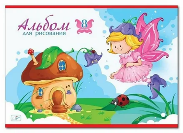 Альбом
для рисования